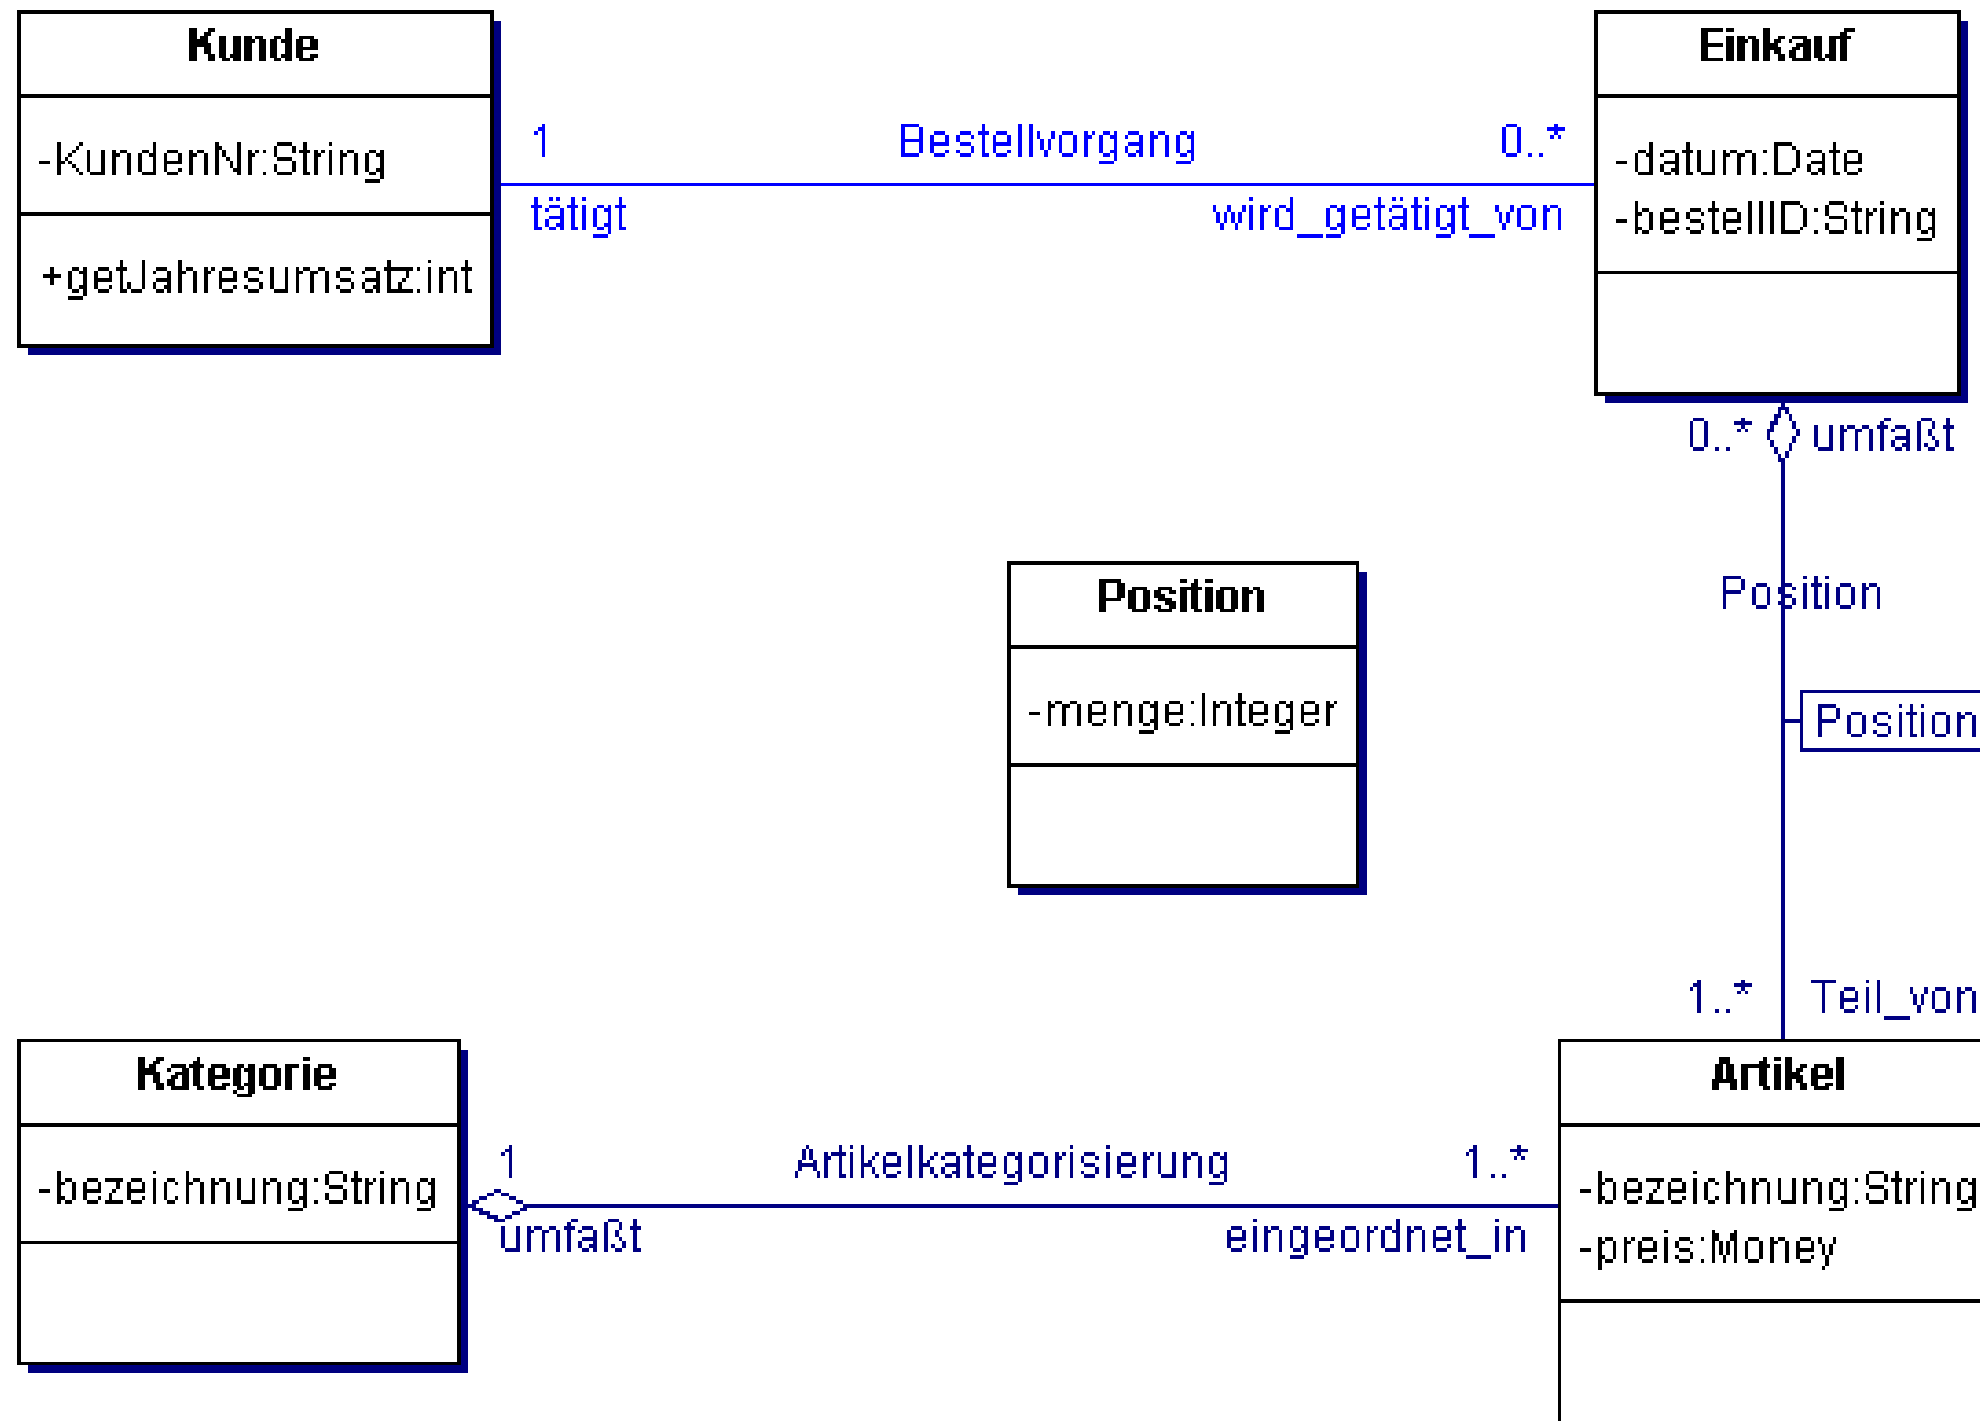 Kunde
-KundenNr:String
+getJahresumsatz:int
1
Bestellvorgang
0..*
tätigt
wird_getätigt_von
Einkauf
-datum:Date
-bestellID:String
0..*
umfaßt
Position
Position
-menge:Integer
Position
1..*
Teil_von
Kategorie
-bezeichnung:String
1
Artikelkategorisierung
1..*
umfaßt
eingeordnet_in
Artikel
-bezeichnung:String
-preis:Money